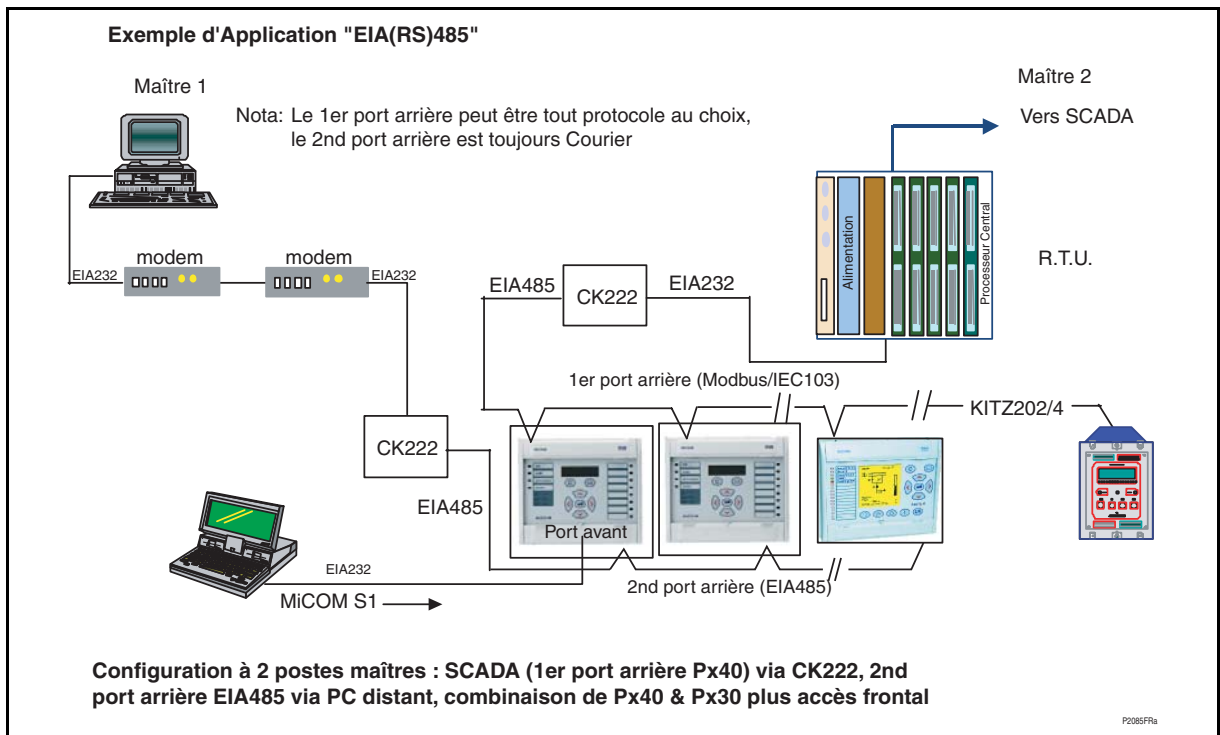 Exemple d'Application "EIA(RS)485"
Maître 1
Maître 2
Nota: Le 1er port arrière peut être tout protocole au choix,
le 2nd port arrière est toujours Courier
Vers SCADA
Alimentation
Processeur Central
R.T.U.
modem
modem
EIA232
EIA232
EIA485
CK222
EIA232
1er port arrière (Modbus/IEC103)
KITZ202/4
CK222
EIA485
Port avant
EIA232
MiCOM S1
2nd port arrière (EIA485)
Configuration à 2 postes maîtres : SCADA (1er port arrière Px40) via CK222, 2nd
port arrière EIA485 via PC distant, combinaison de Px40 & Px30 plus accès frontal
P2085FRa